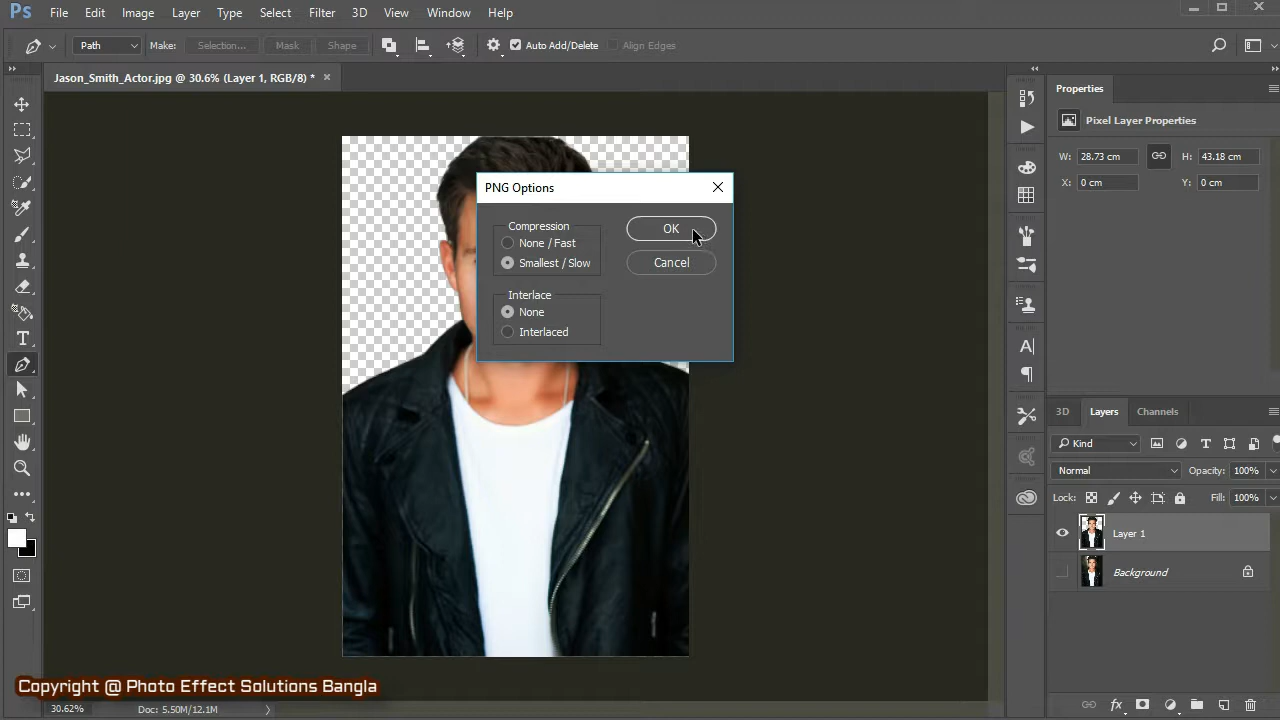 Ps File Edit Image Layer Type Select Filter 3D View Window Help
Path Make: Selection... Mask Shape Auto Add/Delete Align Edges
Jason_Smith_Actor.jpg @ 30.6% (Layer 1, RGB/8) *
Properties
Pixel Layer Properties
W: 28.73 cm H: 43.18 cm
X: 0 cm Y: 0 cm
PNG Options
Compression
None / Fast
Smallest / Slow
OK
Cancel
Interlace
None
Interlaced
3D Layers Channels
Kind
Normal Opacity: 100%
Lock: Fill: 100%
Layer 1
Background
Copyright @ Photo Effect Solutions Bangla
30.62% Doc: 5.50M/12.1M